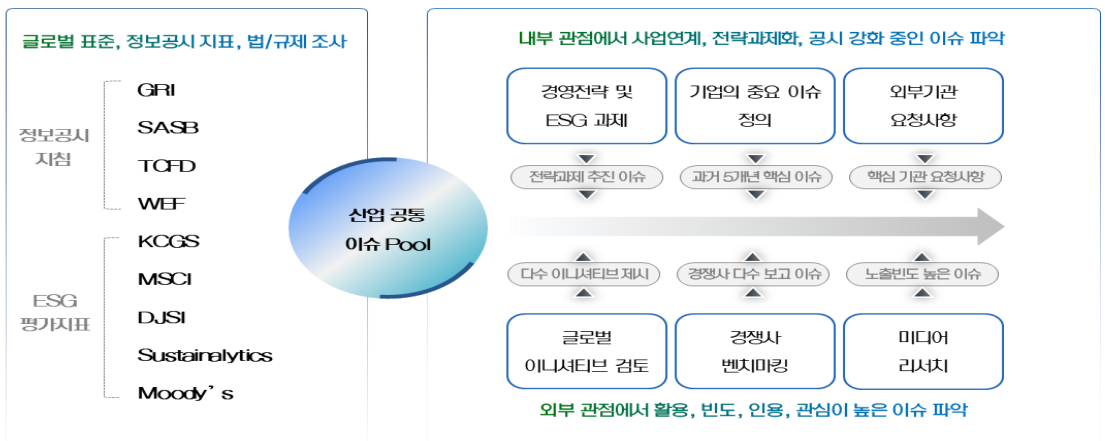 글로벌 표준, 정보공시 지표, 법/규제 조사
정보공시
지침
GRI
SASB
TCFD
WEF
ESG
평가지표
KCGS
MSCI
DJSI
Sustainalytics
Moody's
산업 공통
이슈 Pool
내부 관점에서 사업연계, 전략과제화, 공시 강화 중인 이슈 파악
경영전략 및
ESG 과제
기업의 중요 이슈
정의
외부기관
요청사항
전략과제 추진 이슈
과거 5개년 핵심 이슈
핵심 기관 요청사항
다수 이니셔티브 제시
경쟁사 다수 보고 이슈
노출빈도 높은 이슈
글로벌
이니셔티브 검토
경쟁사
벤치마킹
미디어
리서치
외부 관점에서 활용, 빈도, 인용, 관심이 높은 이슈 파악